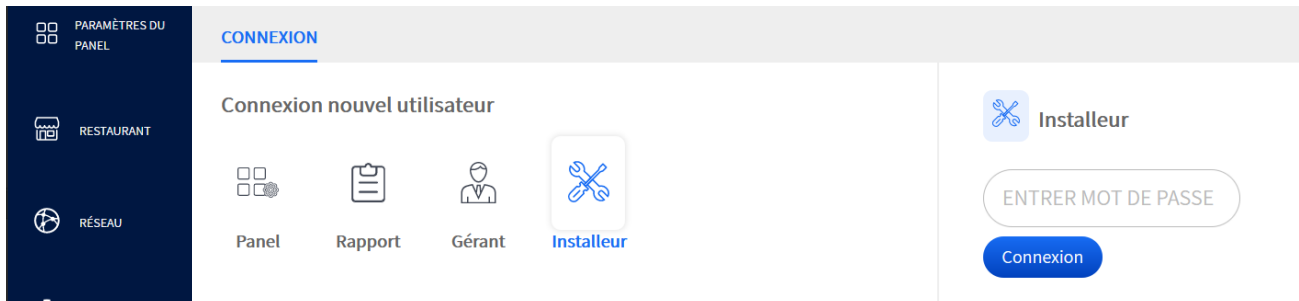 PARAMÈTRES DU
PANEL
RESTAURANT
RÉSEAU
CONNEXION
Connexion nouvel utilisateur
Panel
Rapport
Gérant
Installeur
Installeur
ENTRER MOT DE PASSE
Connexion